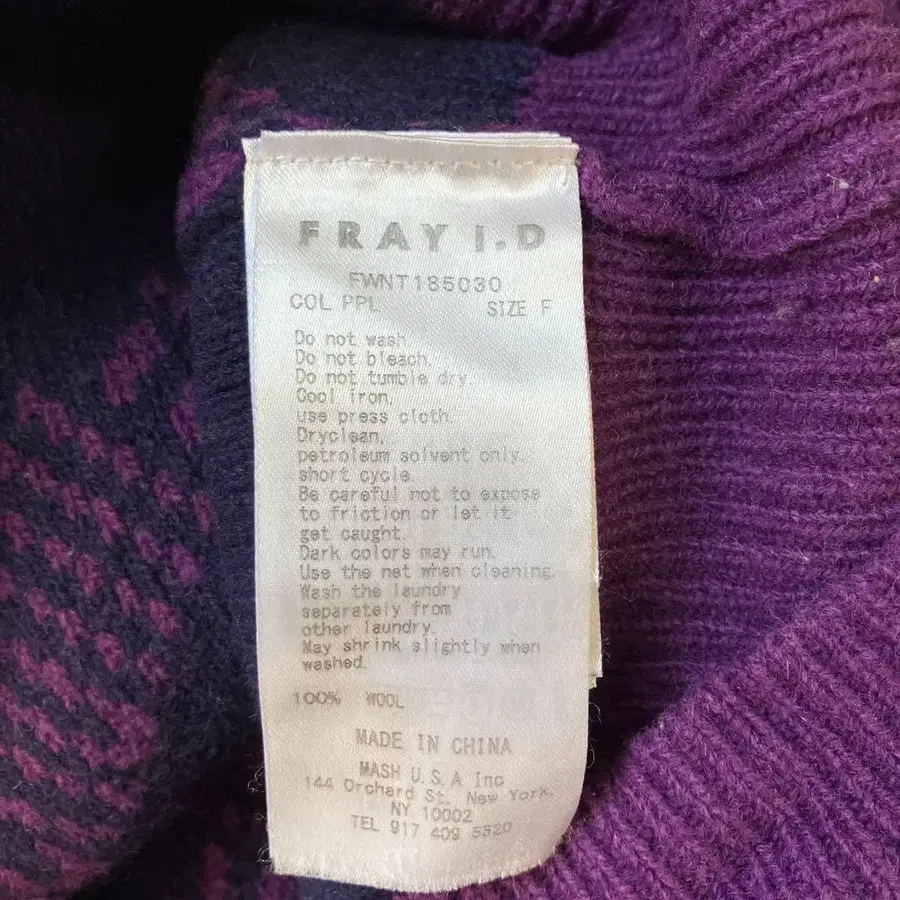 FRAY I.D
FWNT185030
COL PPL SIZE F
Do not wash.
Do not bleach.
Do not tumble dry.
Cool iron.
use press cloth.
Dryclean,
petroleum solvent only.
short cycle.
Be careful not to expose
to friction or let it
get caught.
Dark colors may run.
Use the net when cleaning.
Wash the laundry
separately from
other laundry.
May shrink slightly when
washed.
100% WOOL
MADE IN CHINA
MASH U.S.A Inc
144 Orchard St. New York.
NY 10002
TEL 917 409 5520